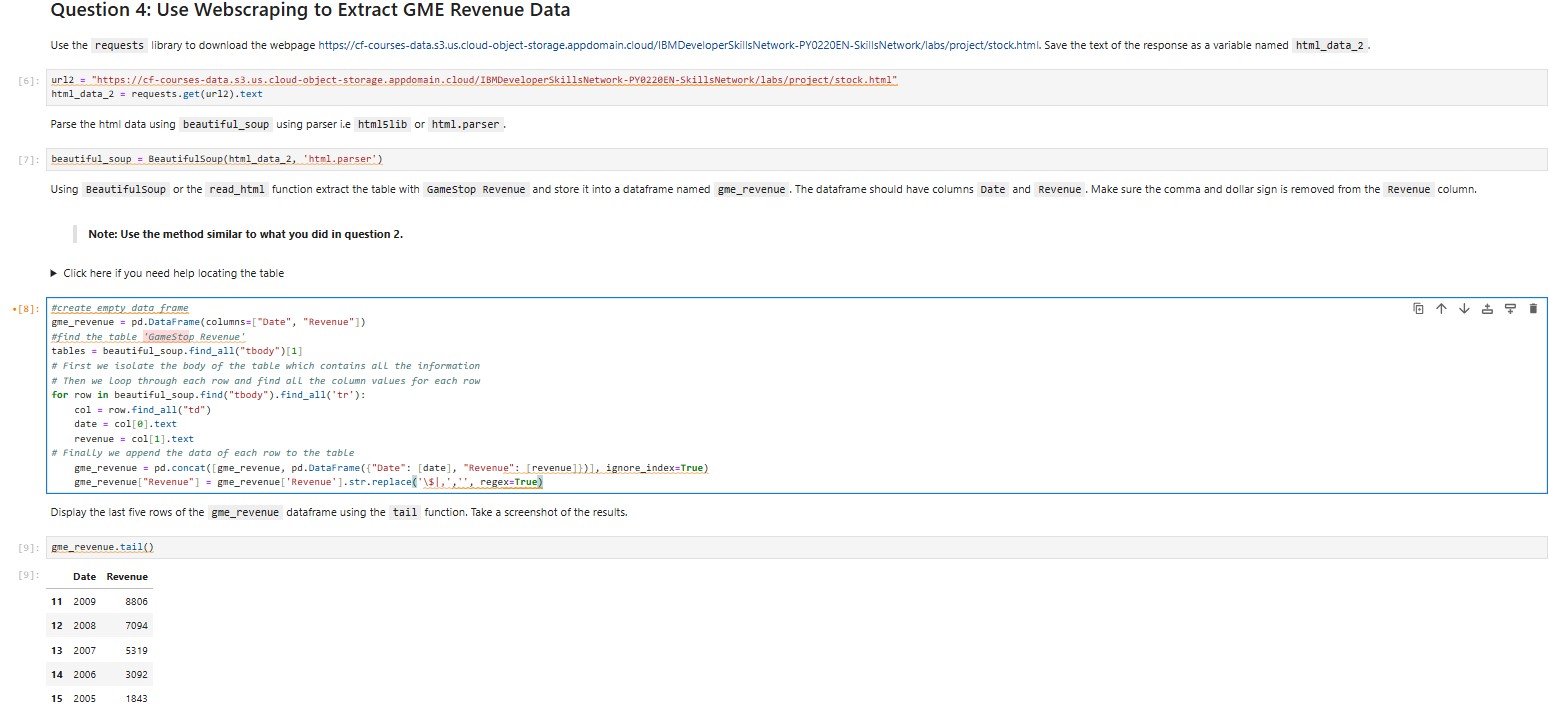 Question 4: Use Webscraping to Extract GME Revenue Data
Use the requests library to download the webpage https://cf-courses-data.s3.us.cloud-object-storage.appdomain.cloud/IBMDeveloperSkillsNetwork-PY0220EN-SkillsNetwork/labs/project/stock.html. Save the text of the response as a variable named html_data_2.
[6]:
url2 = "https://cf-courses-data.s3.us.cloud-object-storage.appdomain.cloud/IBMDeveloperSkillsNetwork-PY0220EN-SkillsNetwork/labs/project/stock.html"
html_data_2 = requests.get(url2).text
Parse the html data using beautiful_soup using parser i.e html5lib or html.parser.
[7]: beautiful_soup = BeautifulSoup(html_data_2, 'html.parser')
Using BeautifulSoup or the read_html function extract the table with GameStop Revenue and store it into a dataframe named gme_revenue. The dataframe should have columns Date and Revenue. Make sure the comma and dollar sign is removed from the Revenue column.
Note: Use the method similar to what you did in question 2.
▶ Click here if you need help locating the table
•[8]: #create empty data frame
gme_revenue = pd.DataFrame(columns=["Date", "Revenue"])
#find the table 'GameStop Revenue'
tables = beautiful_soup.find_all("tbody")[1]
# First we isolate the body of the table which contains all the information
# Then we loop through each row and find all the column values for each row
for row in beautiful_soup.find("tbody").find_all('tr'):
    col = row.find_all("td")
    date = col[0].text
    revenue = col[1].text
# Finally we append the data of each row to the table
    gme_revenue = pd.concat([gme_revenue, pd.DataFrame({"Date": [date], "Revenue": [revenue]})], ignore_index=True)
    gme_revenue["Revenue"] = gme_revenue['Revenue'].str.replace('\$|,','', regex=True)
Display the last five rows of the gme_revenue dataframe using the tail function. Take a screenshot of the results.
[9]: gme_revenue.tail()
[9]:
Date Revenue
11 2009 8806
12 2008 7094
13 2007 5319
14 2006 3092
15 2005 1843